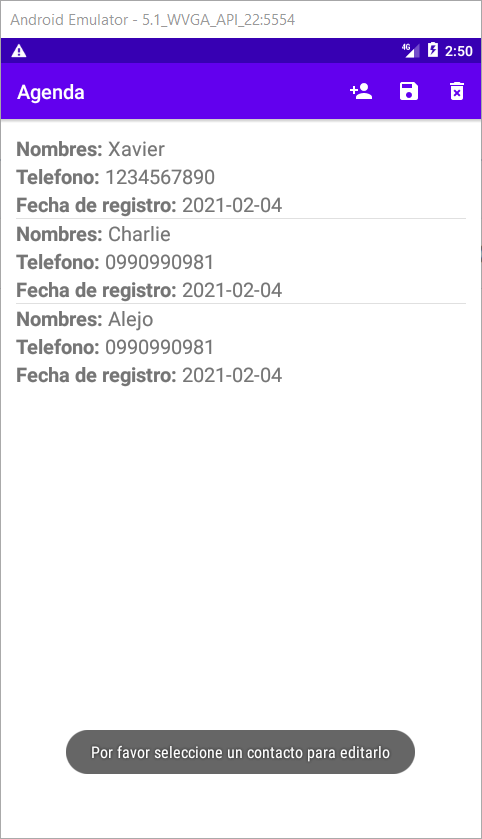 Android Emulator - 5.1_WVGA_API_22:5554
4G 2:50
Agenda
Nombres: Xavier
Telefono: 1234567890
Fecha de registro: 2021-02-04
Nombres: Charlie
Telefono: 0990990981
Fecha de registro: 2021-02-04
Nombres: Alejo
Telefono: 0990990981
Fecha de registro: 2021-02-04
Por favor seleccione un contacto para editarlo